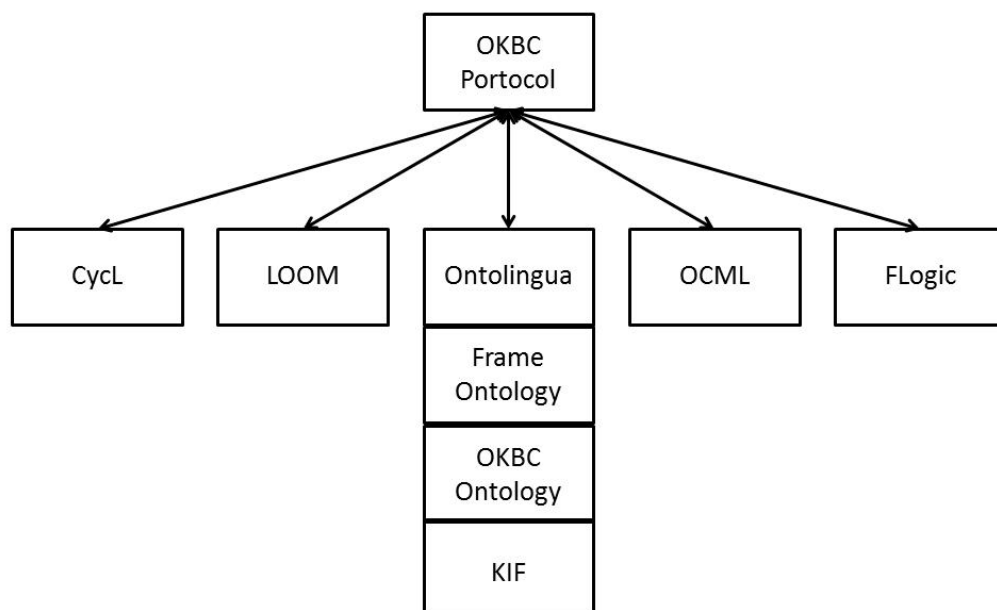 OKBC
Portocol
CycL
LOOM
Ontolingua
OCML
FLogic
Frame
Ontology
OKBC
Ontology
KIF